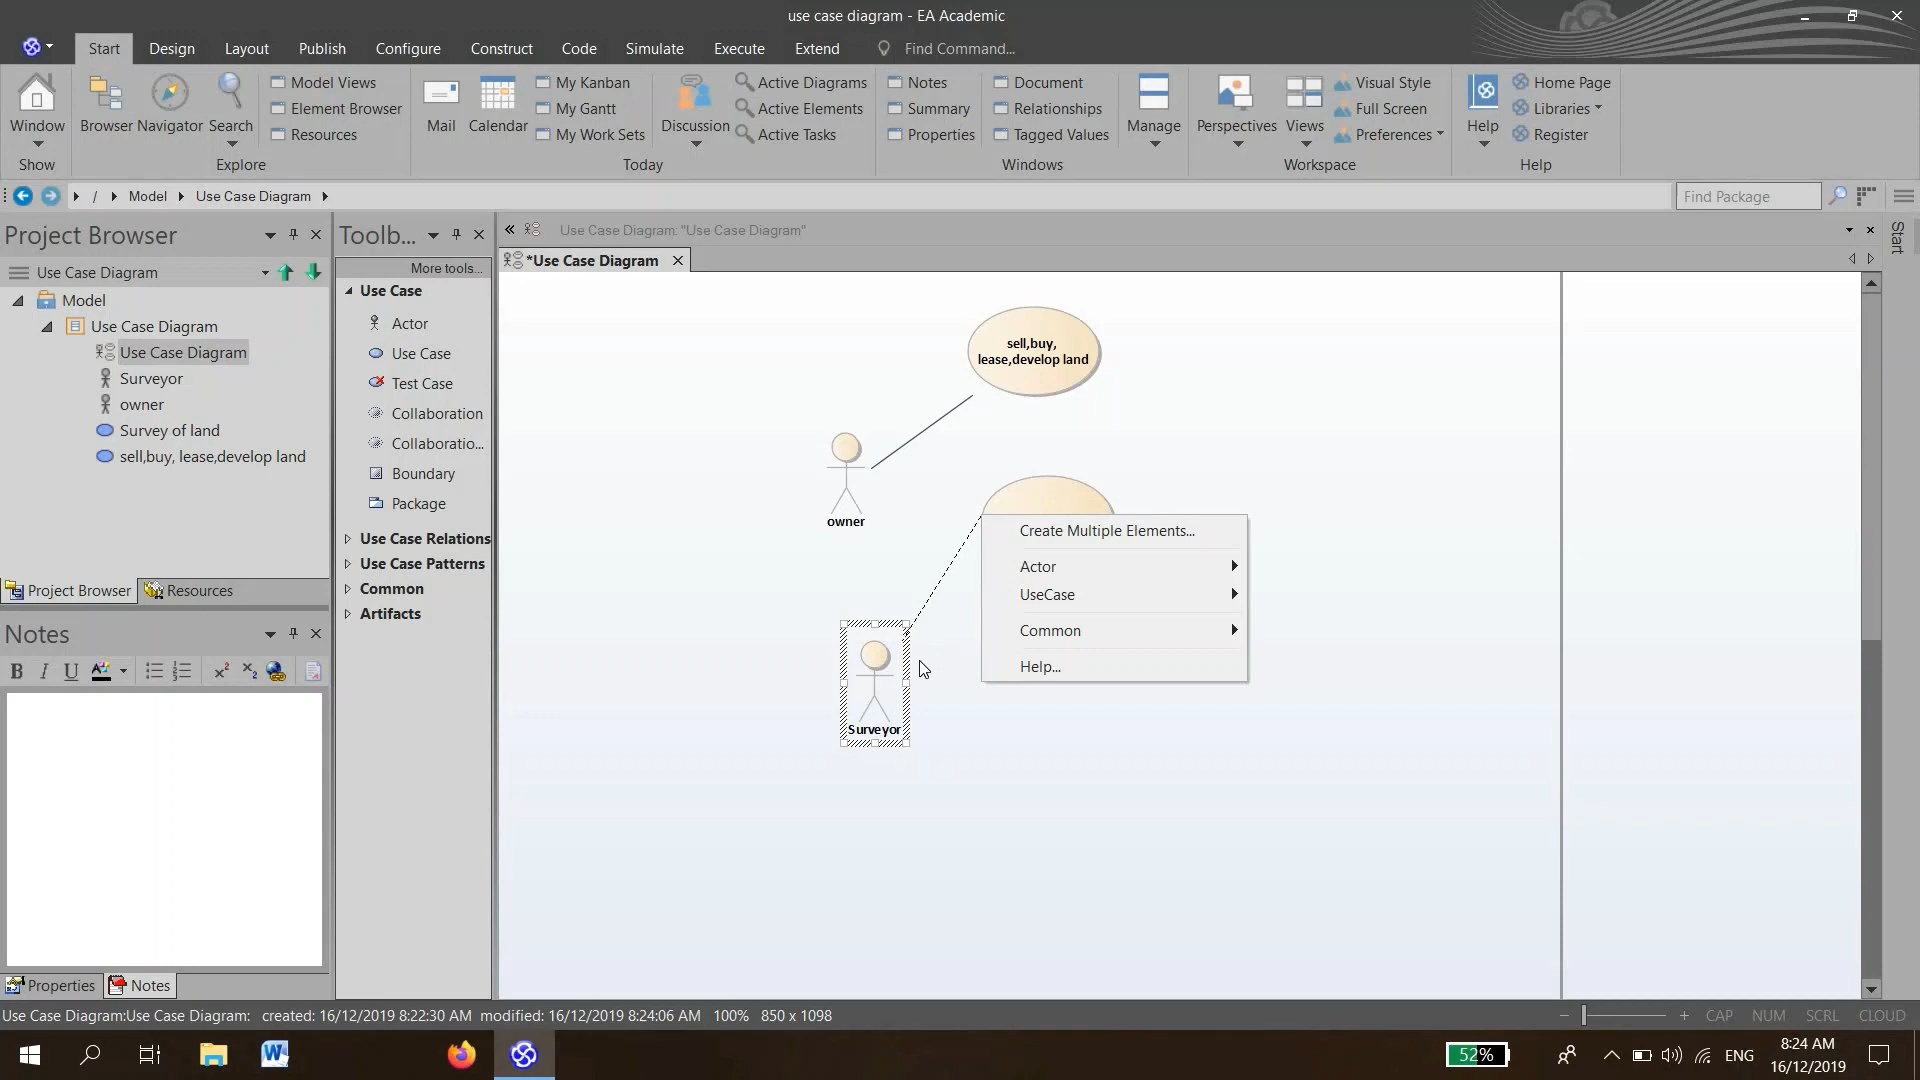 use case diagram - EA Academic
Start Design Layout Publish Configure Construct Code Simulate Execute Extend Find Command...
Window
Show
Browser Navigator Search
Model Views
Element Browser
Resources
Explore
Mail Calendar
My Kanban
My Gantt
My Work Sets
Discussion
Active Diagrams
Active Elements
Active Tasks
Today
Notes
Summary
Properties
Document
Relationships
Tagged Values
Windows
Manage
Perspectives Views
Visual Style
Full Screen
Preferences
Workspace
Help
Home Page
Libraries
Register
Help
/ Model Use Case Diagram
Find Package
Project Browser
Use Case Diagram
Model
Use Case Diagram
Use Case Diagram
Surveyor
owner
Survey of land
sell,buy, lease,develop land
Project Browser Resources
Notes
B I U
Properties Notes
Toolb...
More tools...
Use Case
Actor
Use Case
Test Case
Collaboration
Collaboratio...
Boundary
Package
Use Case Relations
Use Case Patterns
Common
Artifacts
Use Case Diagram: "Use Case Diagram"
*Use Case Diagram
sell,buy,
lease,develop land
owner
Surveyor
Create Multiple Elements...
Actor
UseCase
Common
Help...
Start
Use Case Diagram:Use Case Diagram: created: 16/12/2019 8:22:30 AM modified: 16/12/2019 8:24:06 AM 100% 850 x 1098
CAP NUM SCRL CLOUD
52% ENG
8:24 AM
16/12/2019